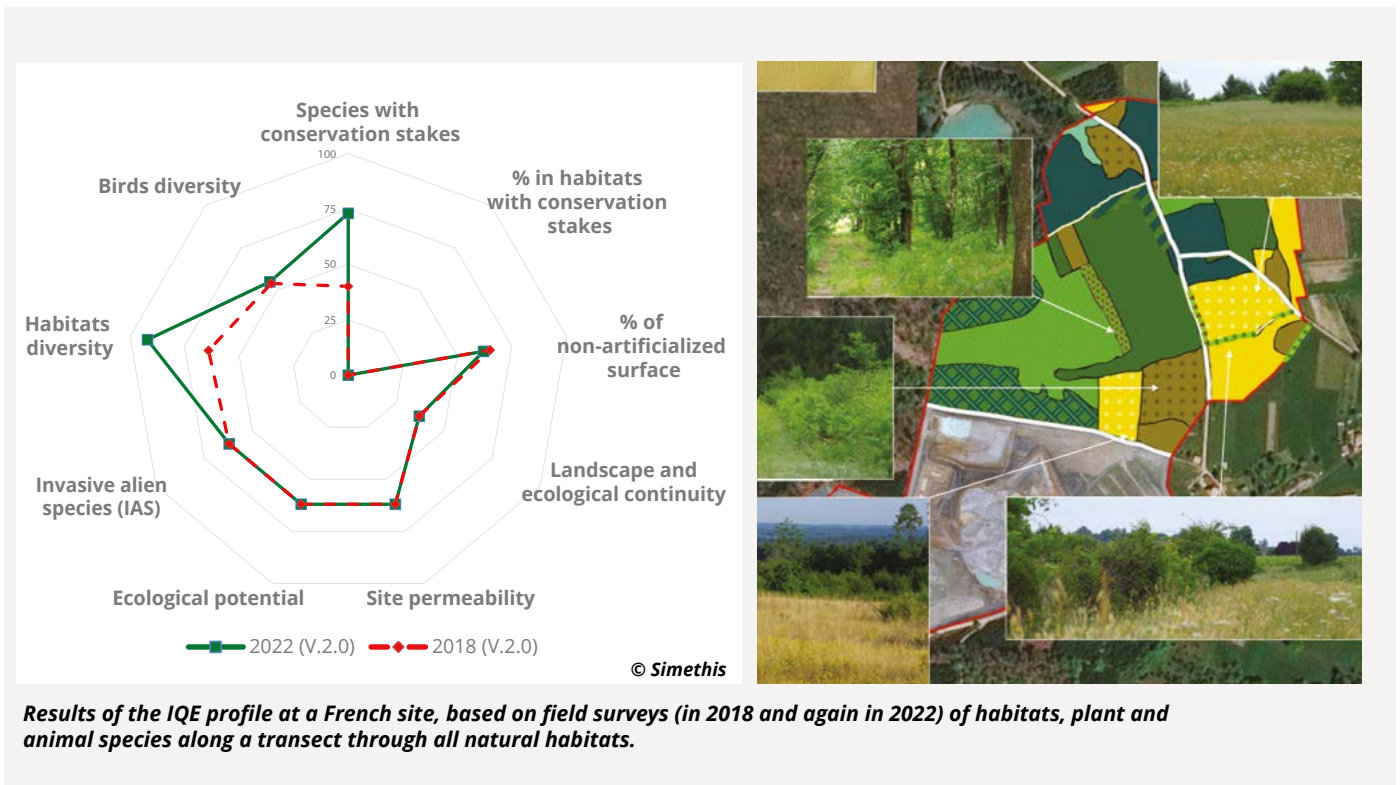 Species with
conservation stakes
100
75
50
25
0
% in habitats
with conservation
stakes
% of
non-artificialized
surface
Landscape and
ecological continuity
Site permeability
Ecological potential
Invasive alien
species (IAS)
Habitats
diversity
Birds diversity
2022 (V.2.0)
2018 (V.2.0)
© Simethis
Results of the IQE profile at a French site, based on field surveys (in 2018 and again in 2022) of habitats, plant and
animal species along a transect through all natural habitats.